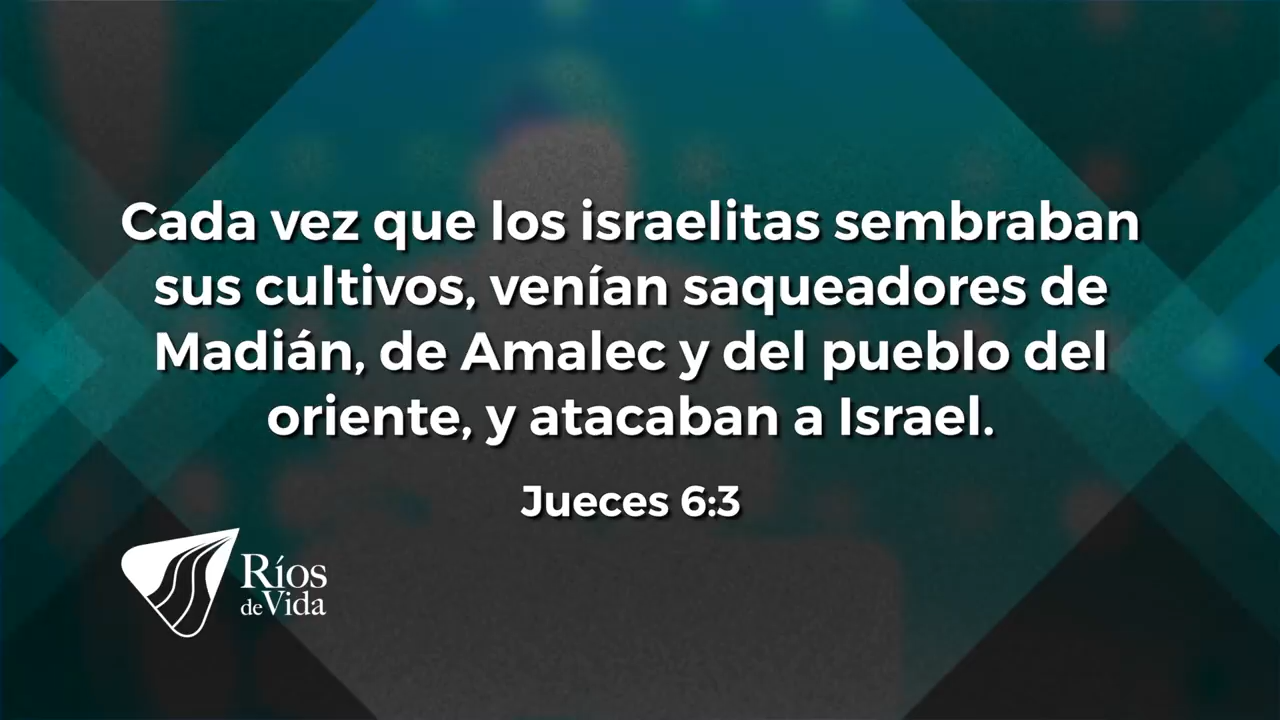 Cada vez que los israelitas sembraban
sus cultivos, venían saqueadores de
Madián, de Amalec y del pueblo del
oriente, y atacaban a Israel.
Jueces 6:3
Ríos
de Vida